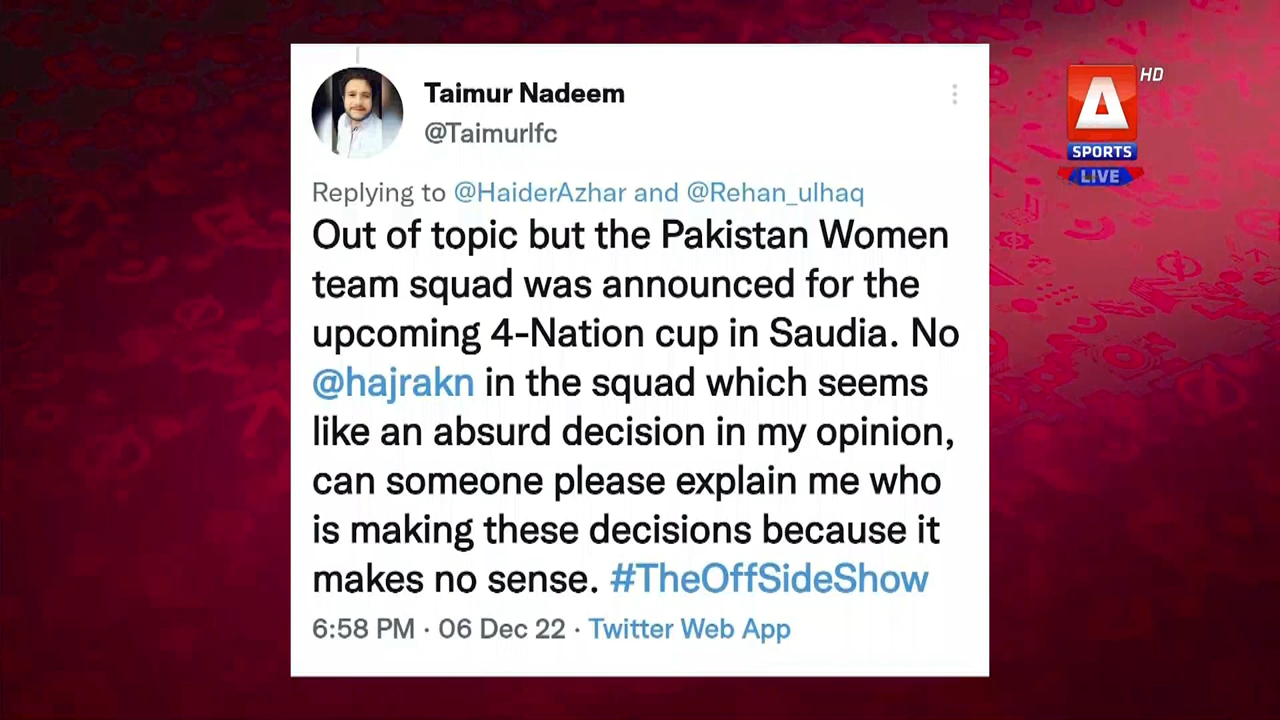 Taimur Nadeem
@Taimurlfc
HD
A
SPORTS
LIVE
Replying to @HaiderAzhar and @Rehan_ulhaq
Out of topic but the Pakistan Women
team squad was announced for the
upcoming 4-Nation cup in Saudia. No
@hajrakn in the squad which seems
like an absurd decision in my opinion,
can someone please explain me who
is making these decisions because it
makes no sense. #TheOffSideShow
6:58 PM · 06 Dec 22 · Twitter Web App